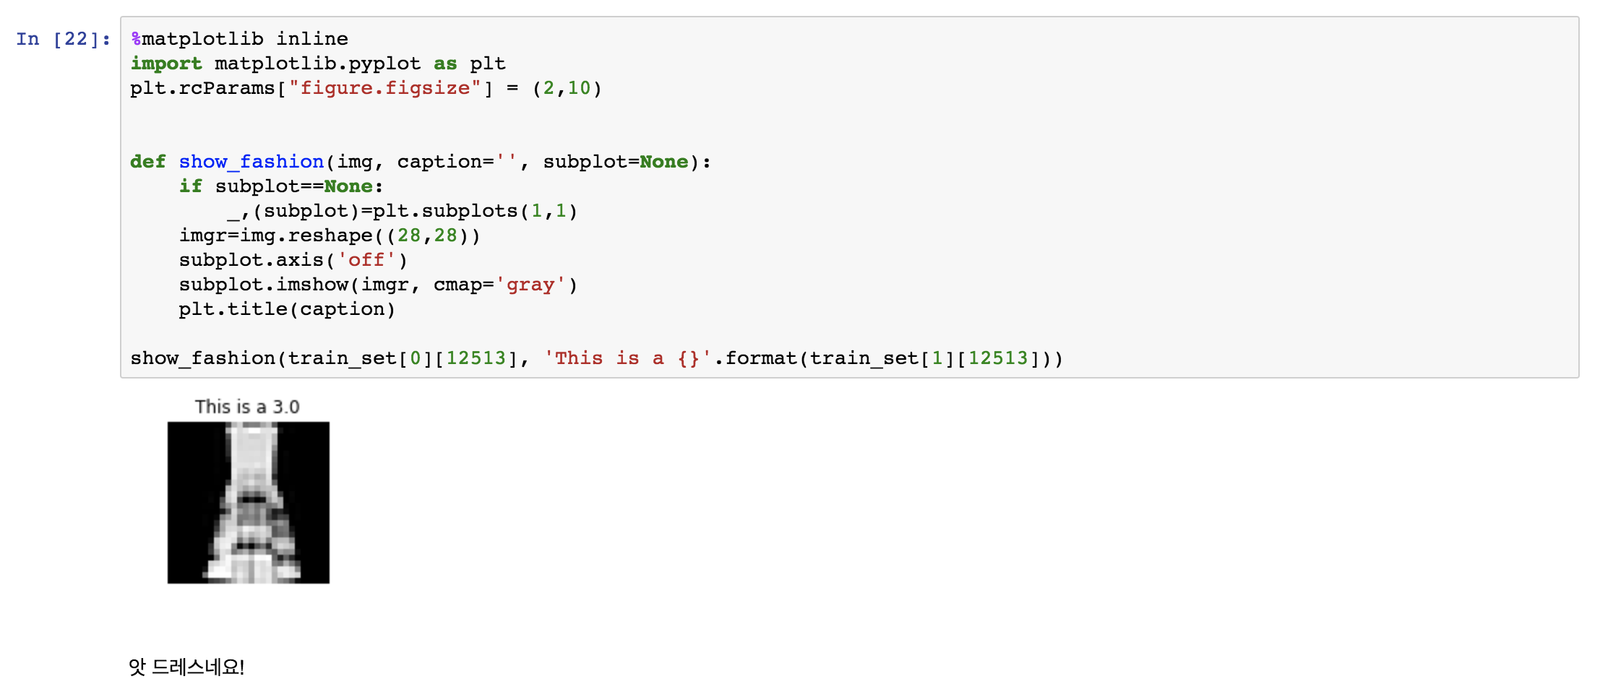 In [22]:
%matplotlib inline
import matplotlib.pyplot as plt
plt.rcParams["figure.figsize"] = (2,10)
def show_fashion(img, caption='', subplot=None):
    if subplot==None:
        _,(subplot)=plt.subplots(1,1)
    imgr=img.reshape((28,28))
    subplot.axis('off')
    subplot.imshow(imgr, cmap='gray')
    plt.title(caption)
show_fashion(train_set[0][12513], 'This is a {}'.format(train_set[1][12513]))
This is a 3.0
앗 드레스네요!